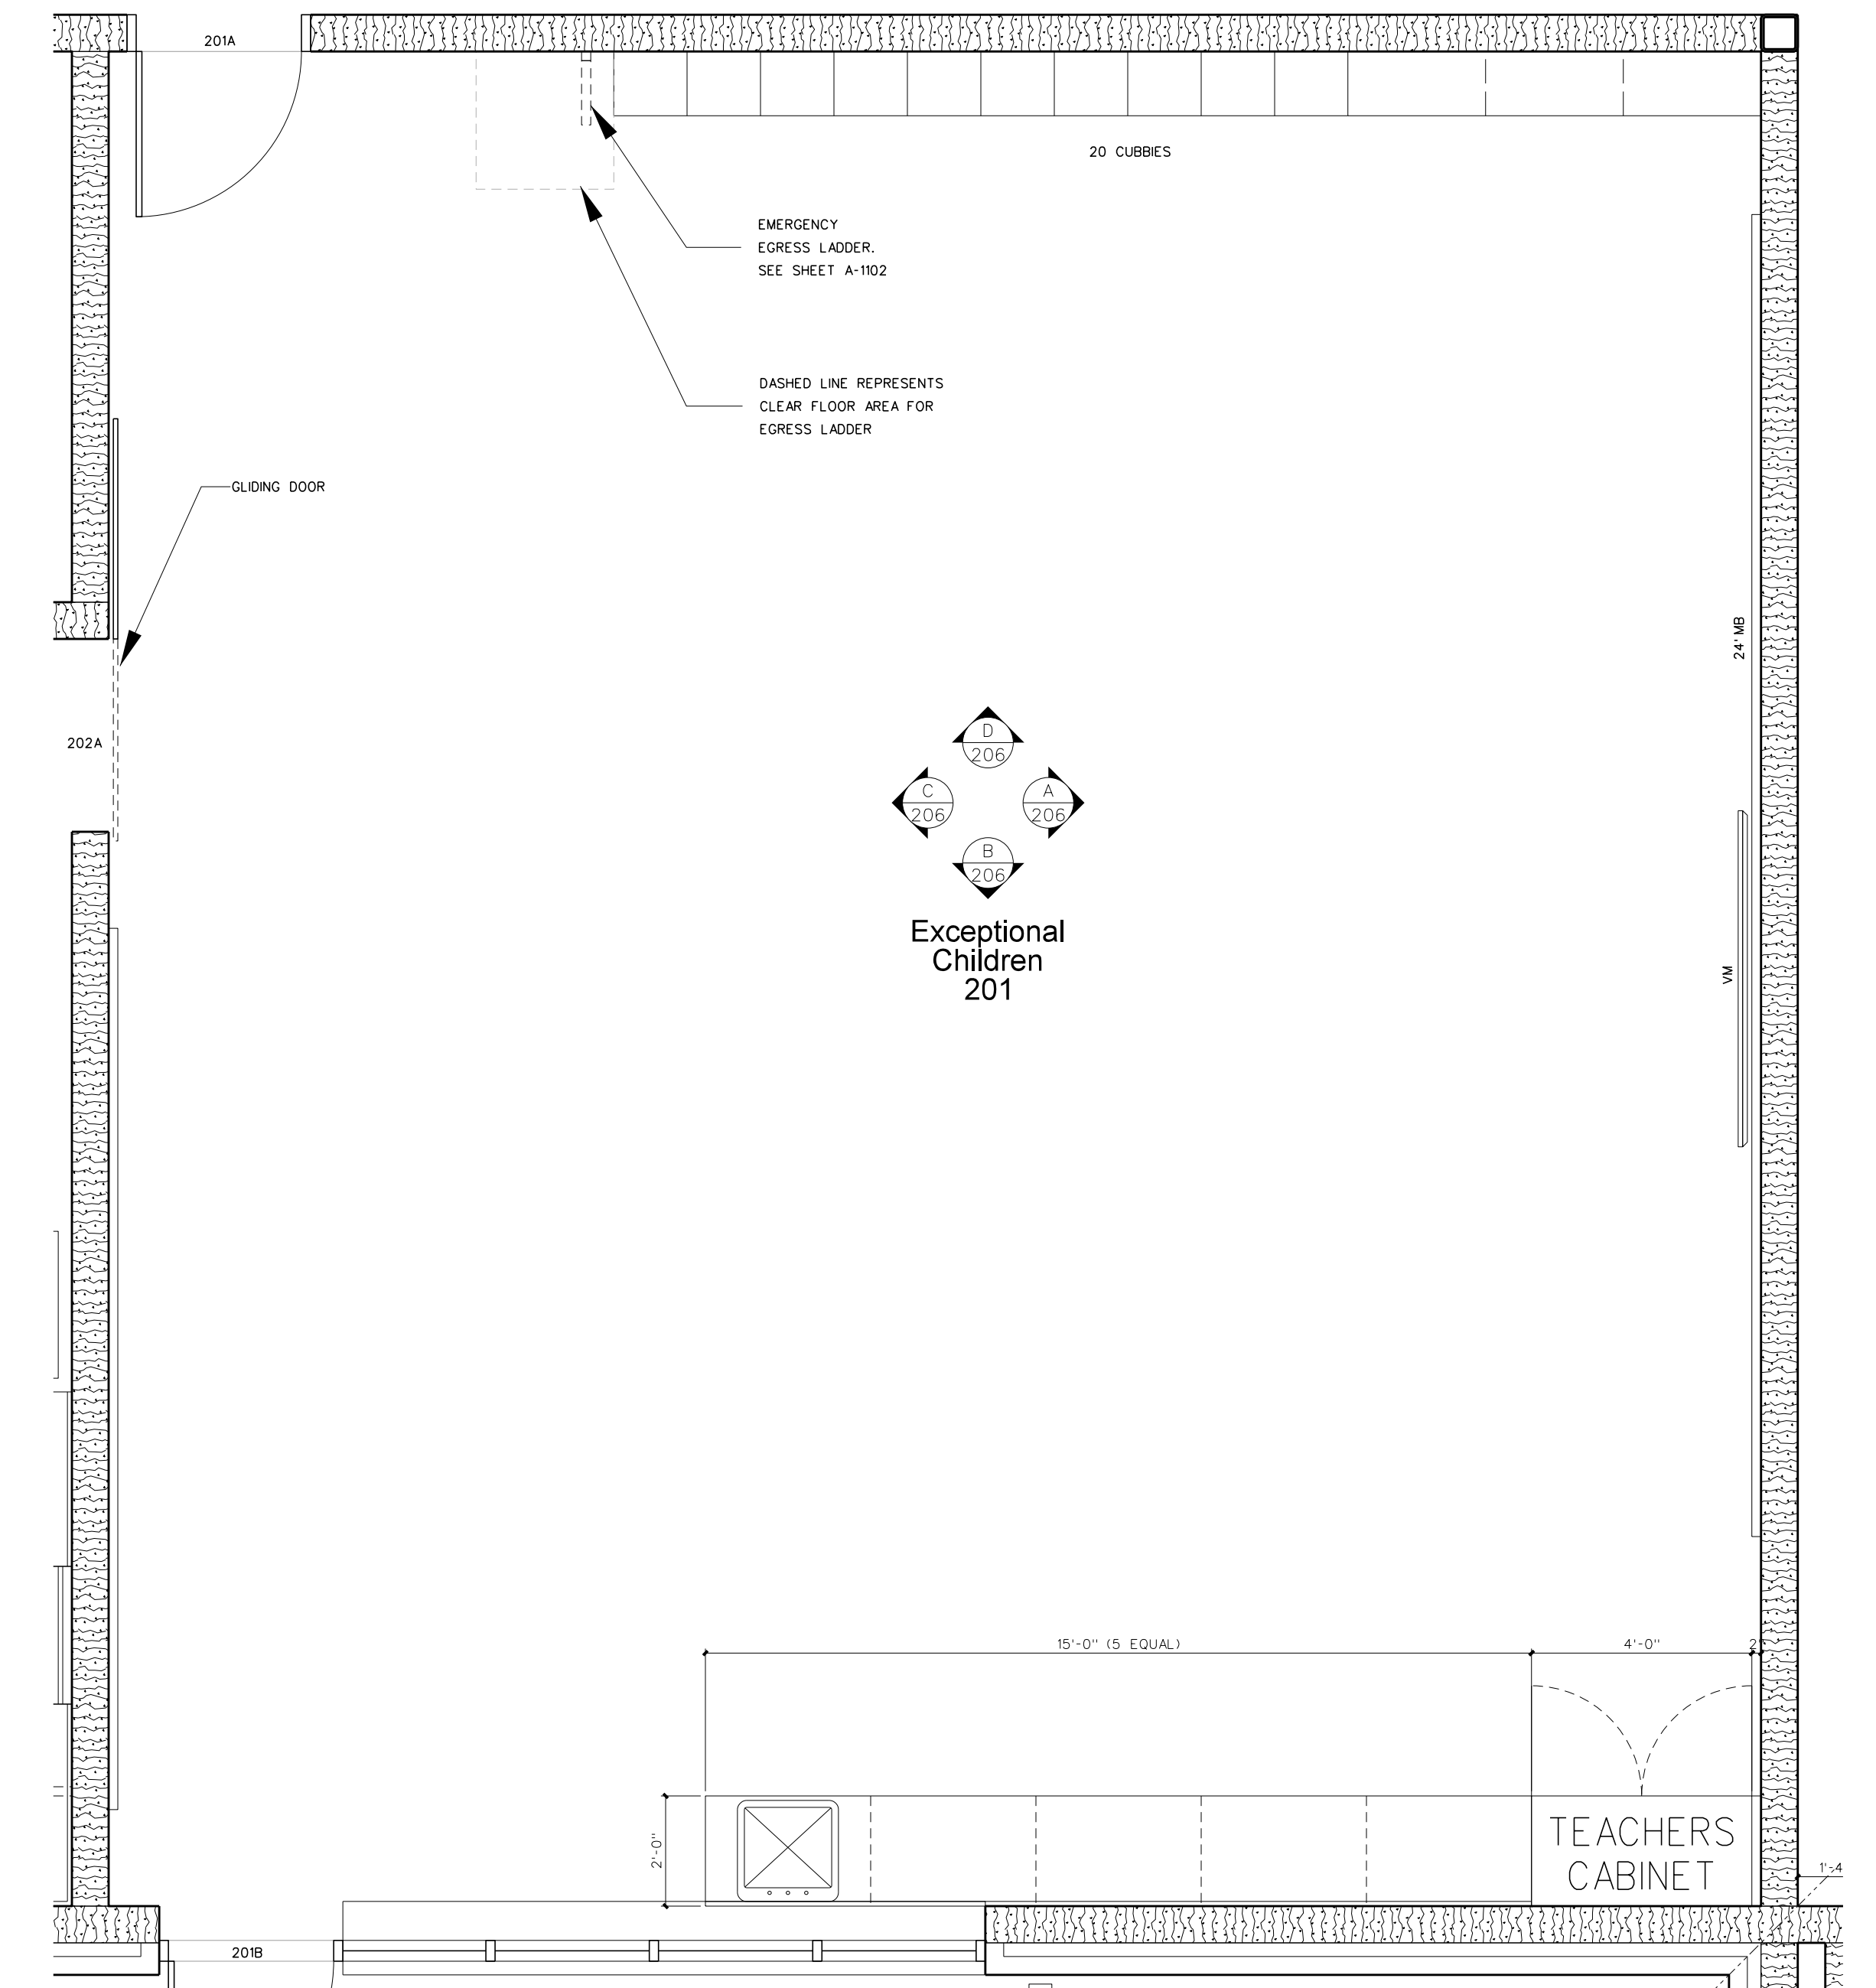 201A
20 CUBBIES
EMERGENCY
EGRESS LADDER.
SEE SHEET A-1102
DASHED LINE REPRESENTS
CLEAR FLOOR AREA FOR
EGRESS LADDER
GLIDING DOOR
24' MB
202A
D
206
C
206
A
206
B
206
Exceptional
Children
201
VM
15'-0" (5 EQUAL)
4'-0"
2'-0"
TEACHERS
CABINET
1'-4
201B